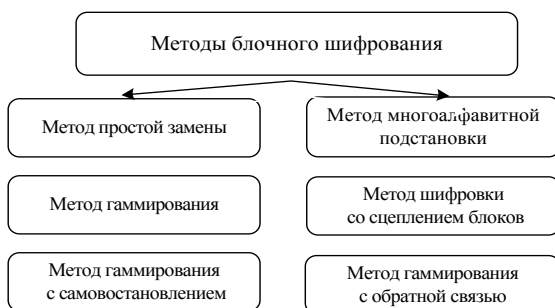 Методы блочного шифрования
Метод простой замены
Метод многоалфавитной
подстановки
Метод гаммирования
Метод шифровки
со сцеплением блоков
Метод гаммирования
с самовостановлением
Метод гаммирования
с обратной связью